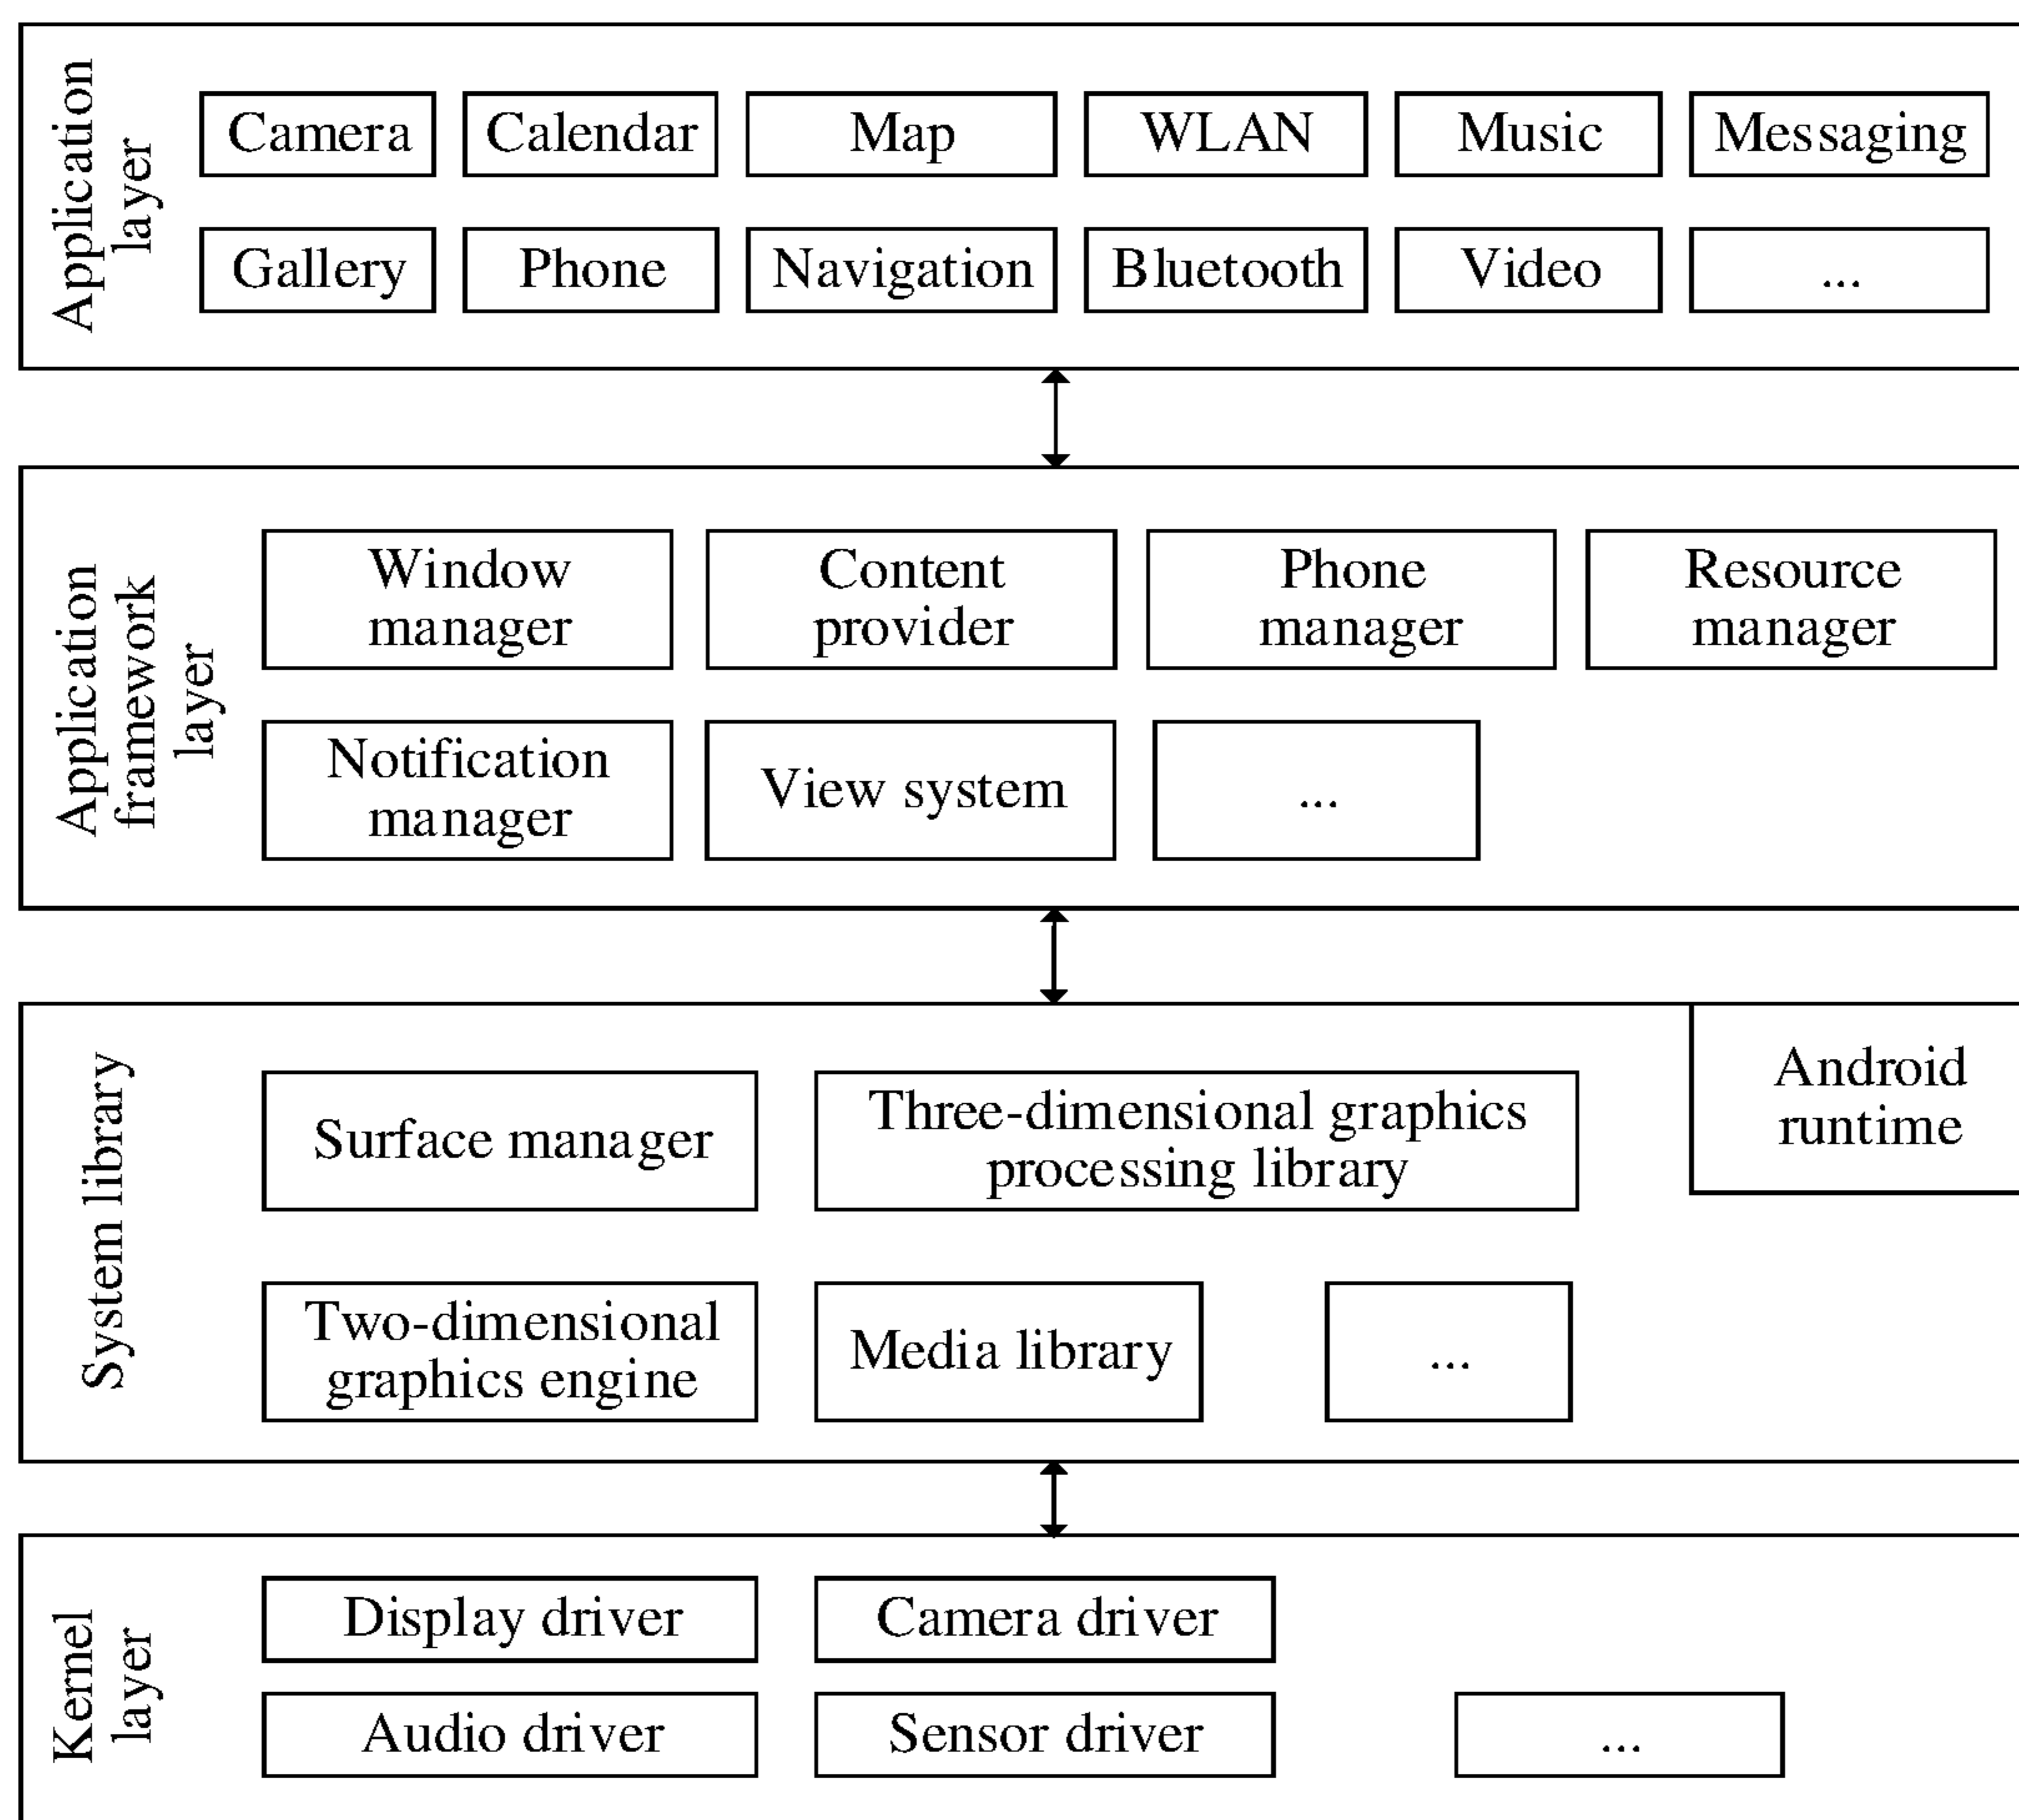 Application
layer
Camera
Calendar
Map
WLAN
Music
Messaging
Gallery
Phone
Navigation
Bluetooth
Video
...
Application
framework
layer
Window
manager
Content
provider
Phone
manager
Resource
manager
Notification
manager
View system
...
System library
Surface manager
Three-dimensional graphics
processing library
Android
runtime
Two-dimensional
graphics engine
Media library
...
Kernel
layer
Display driver
Camera driver
Audio driver
Sensor driver
...